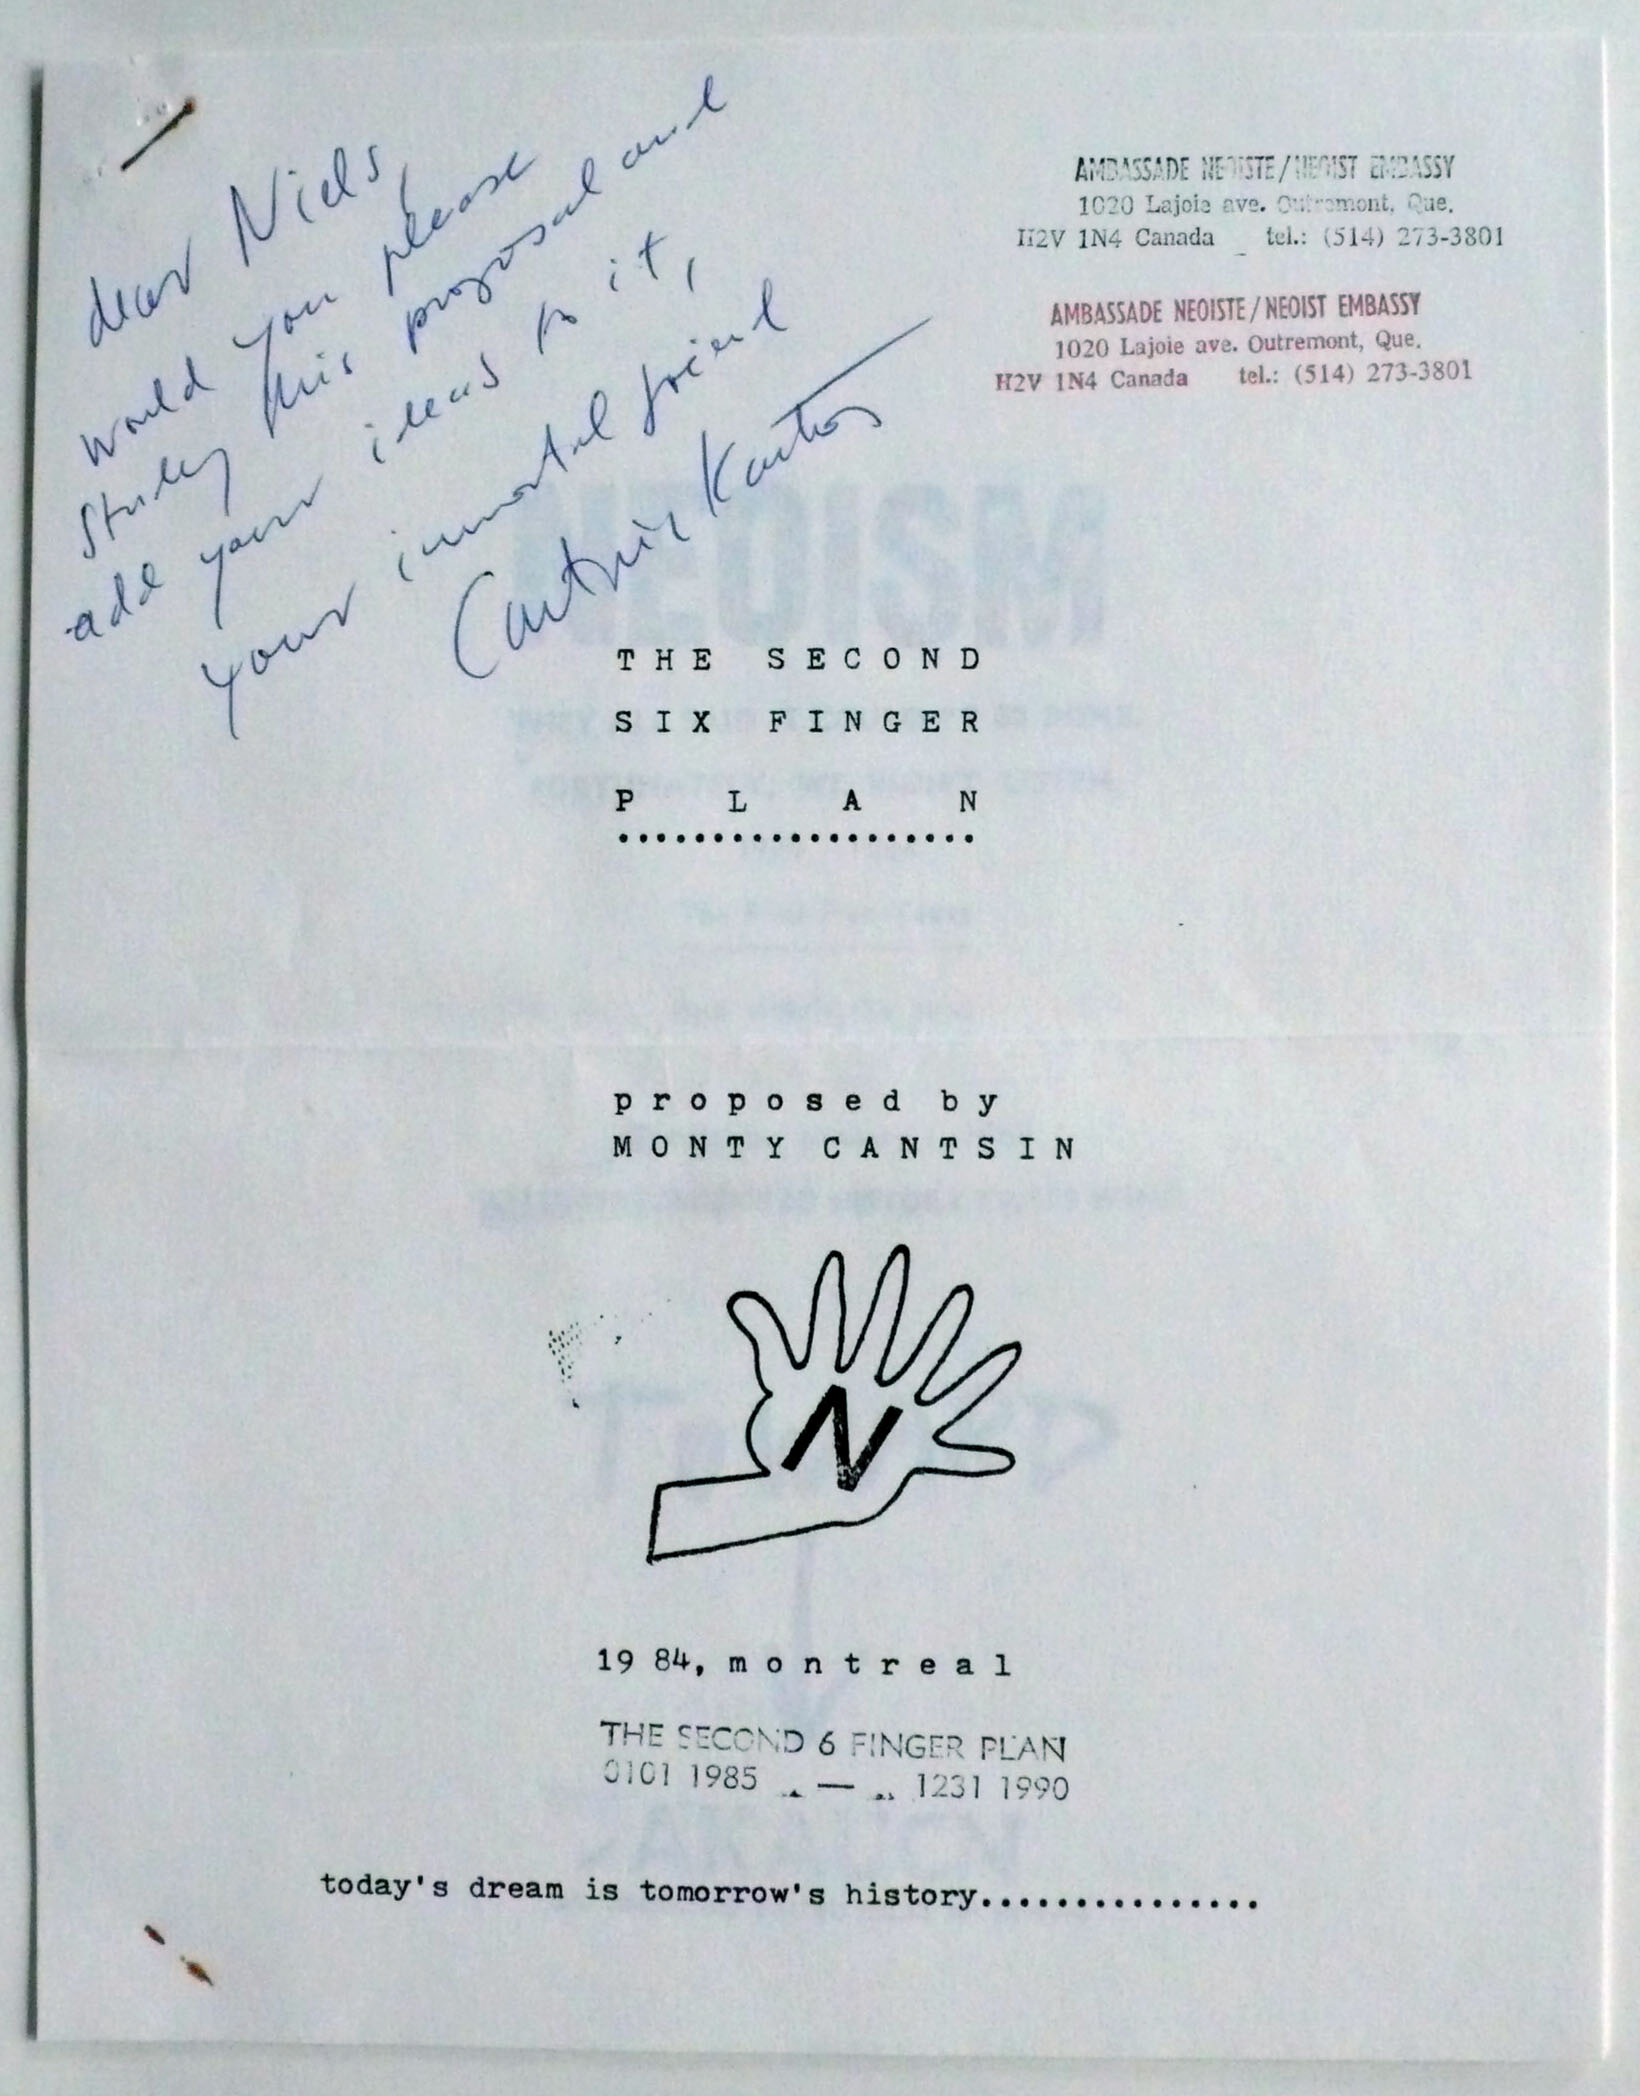 dear Niels,
would you please
study this proposal and
add your ideas to it,
your immortal friend
Cantsin Kantor
AMBASSADE NEOISTE/NEOIST EMBASSY
1020 Lajoie ave. Outremont, Que.
H2V 1N4 Canada tel.: (514) 273-3801
AMBASSADE NEOISTE/NEOIST EMBASSY
1020 Lajoie ave. Outremont, Que.
H2V 1N4 Canada tel.: (514) 273-3801
NEOISM
THE SECOND
SIX FINGER
PLAN
...................
proposed by
MONTY CANTSIN
N
1984, montreal
THE SECOND 6 FINGER PLAN
0101 1985 — 1231 1990
today's dream is tomorrow's history...............